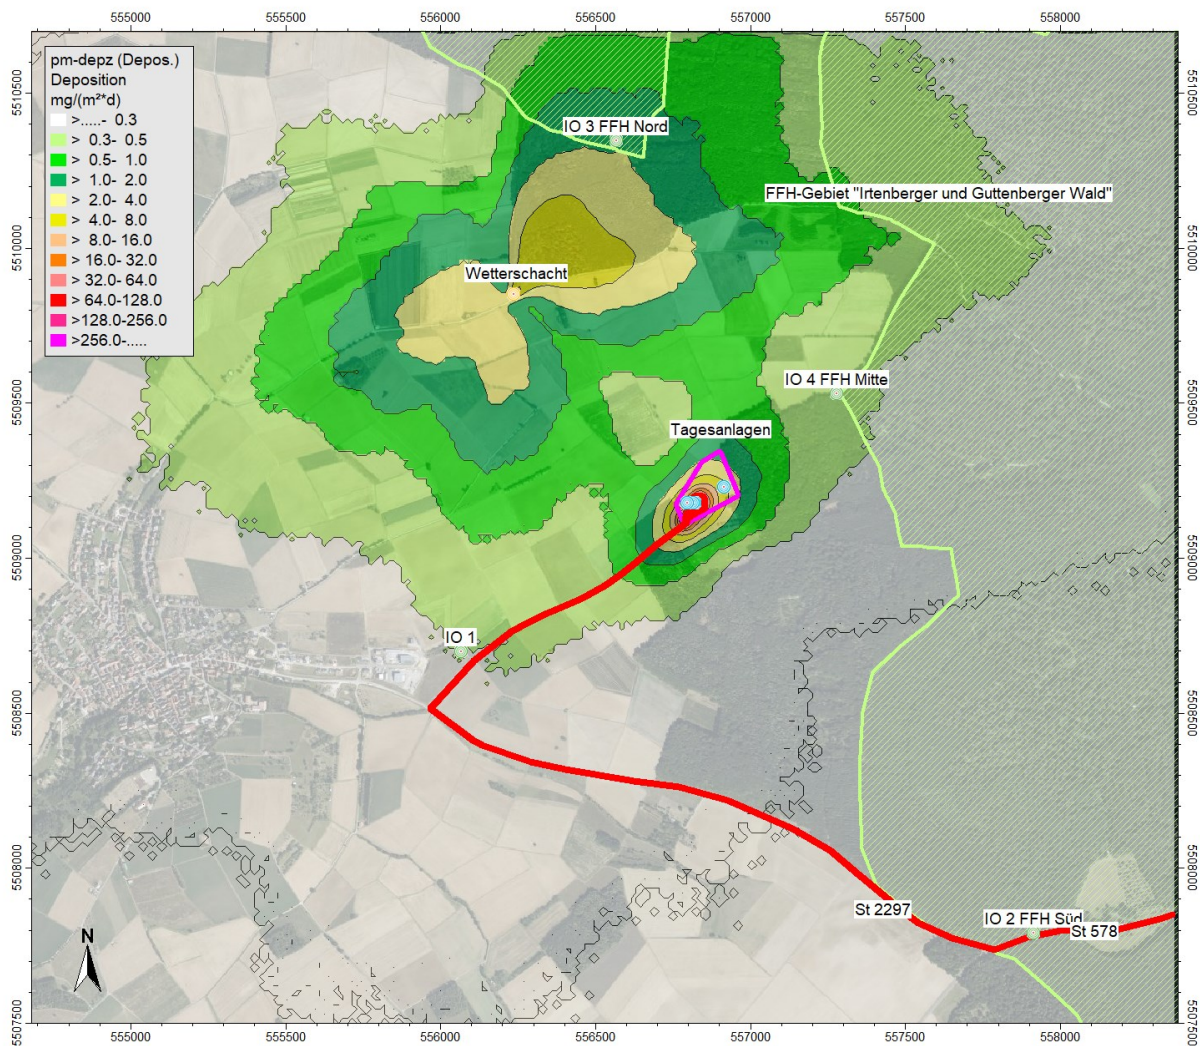 555000 555500 556000 556500 557000 557500 558000
pm-depz (Depos.)
Deposition
mg/(m²*d)
>.....- 0.3
> 0.3- 0.5
> 0.5- 1.0
> 1.0- 2.0
> 2.0- 4.0
> 4.0- 8.0
> 8.0- 16.0
> 16.0- 32.0
> 32.0- 64.0
> 64.0-128.0
>128.0-256.0
>256.0-.....
5510500 5510500
IO 3 FFH Nord
FFH-Gebiet "Irtenberger und Guttenberger Wald"
5510000 5510000
Wetterschacht
IO 4 FFH Mitte
5509500 5509500
Tagesanlagen
5509000 5509000
IO 1
5508500 5508500
5508000 5508000
St 2297
IO 2 FFH Süd
St 578
N
5507500 5507500
555000 555500 556000 556500 557000 557500 558000